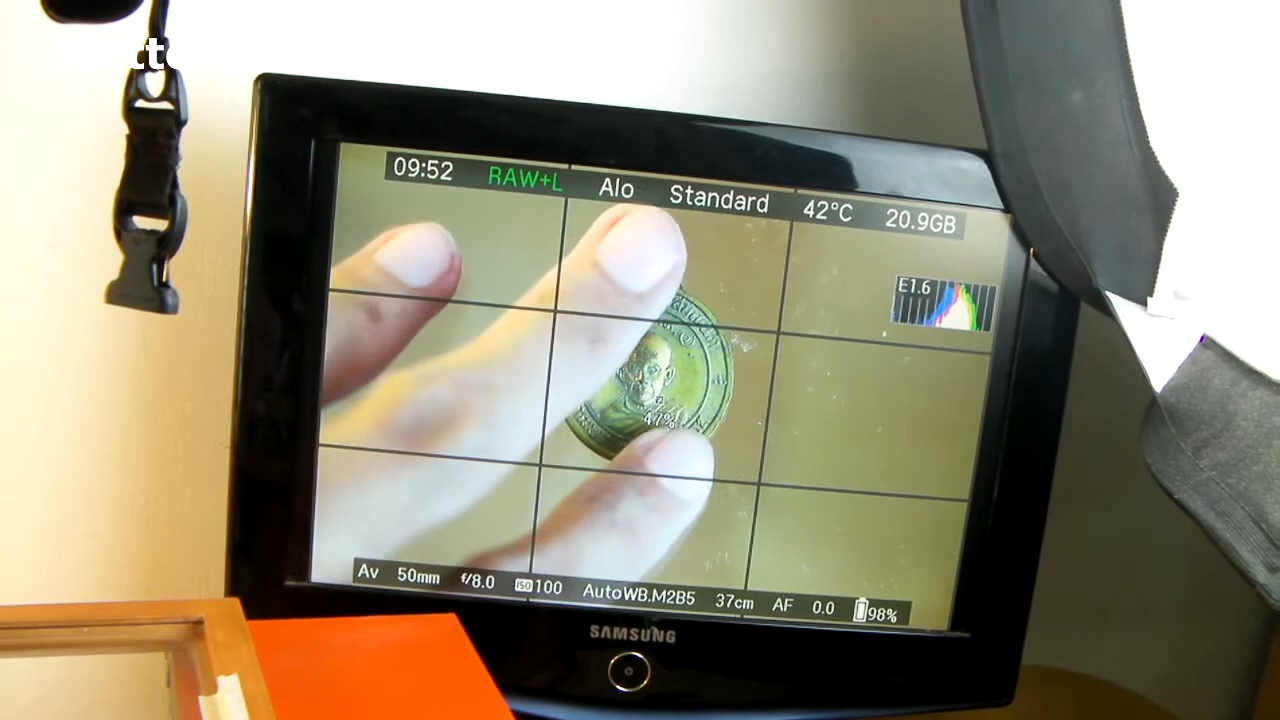 09:52 RAW+L Alo Standard 42°C 20.9GB
E1.6
47%
Av 50mm f/8.0 ISO100 AutoWB.M2B5 37cm AF 0.0 98%
SAMSUNG